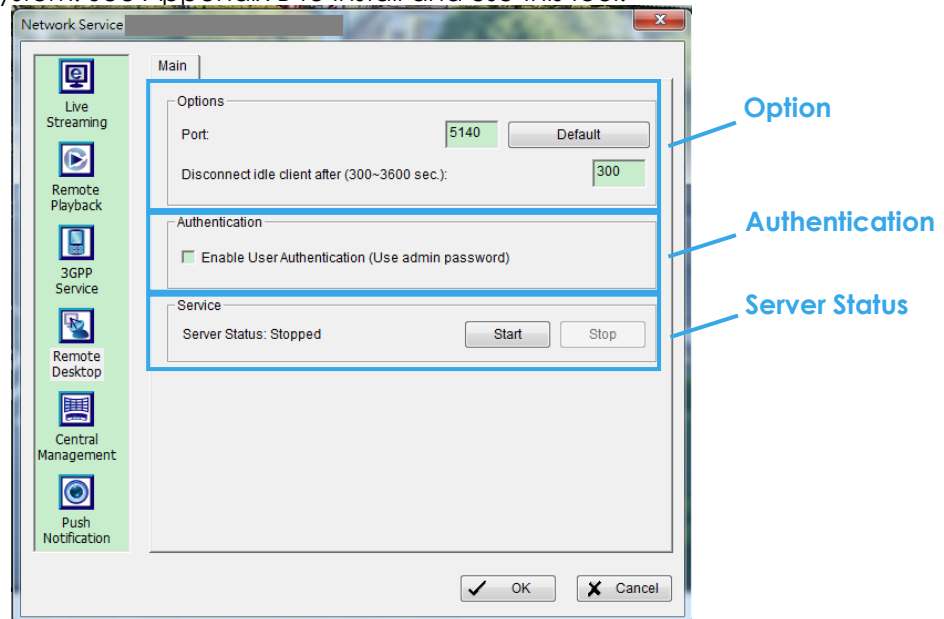 Network Service
Main
Live
Streaming
Remote
Playback
3GPP
Service
Remote
Desktop
Central
Management
Push
Notification
Options
Port:
5140
Default
Disconnect idle client after (300~3600 sec.):
300
Authentication
Enable User Authentication (Use admin password)
Service
Server Status: Stopped
Start
Stop
OK
Cancel
Option
Authentication
Server Status